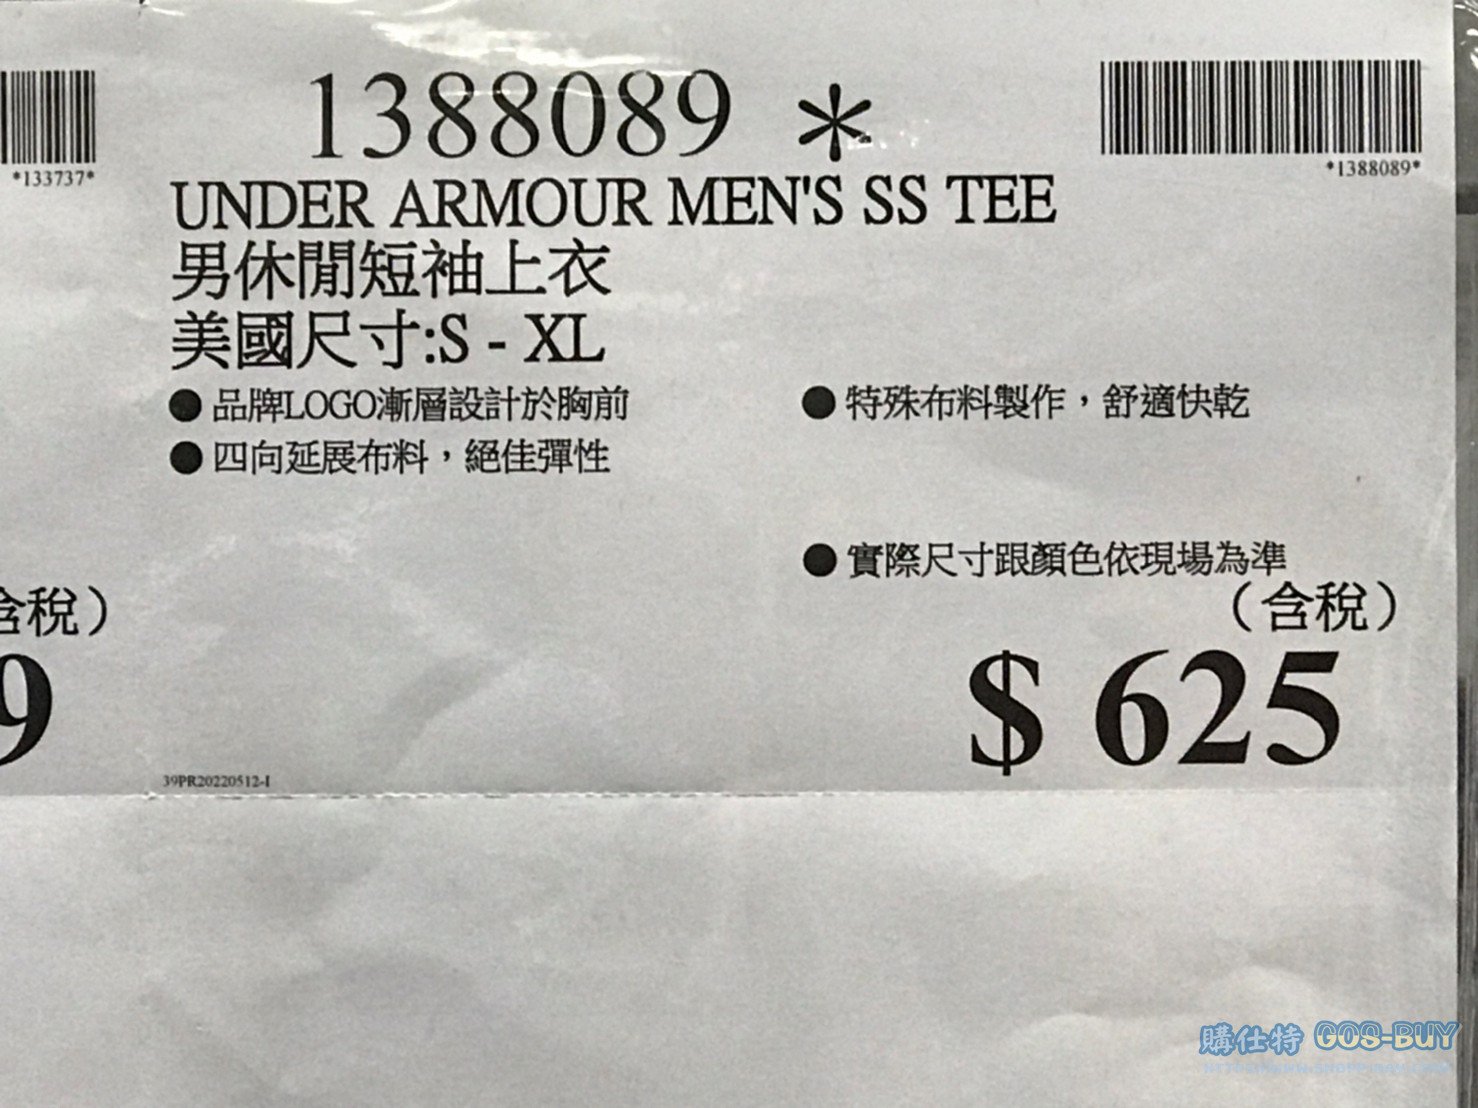 1388089 *
*133737*
*1388089*
UNDER ARMOUR MEN'S SS TEE
男休閒短袖上衣
美國尺寸:S - XL
● 品牌LOGO漸層設計於胸前
● 特殊布料製作，舒適快乾
● 四向延展布料，絕佳彈性
● 實際尺寸跟顏色依現場為準
含稅）
（含稅）
9
$ 625
39PR20220512-I
購仕特 GOS-BUY